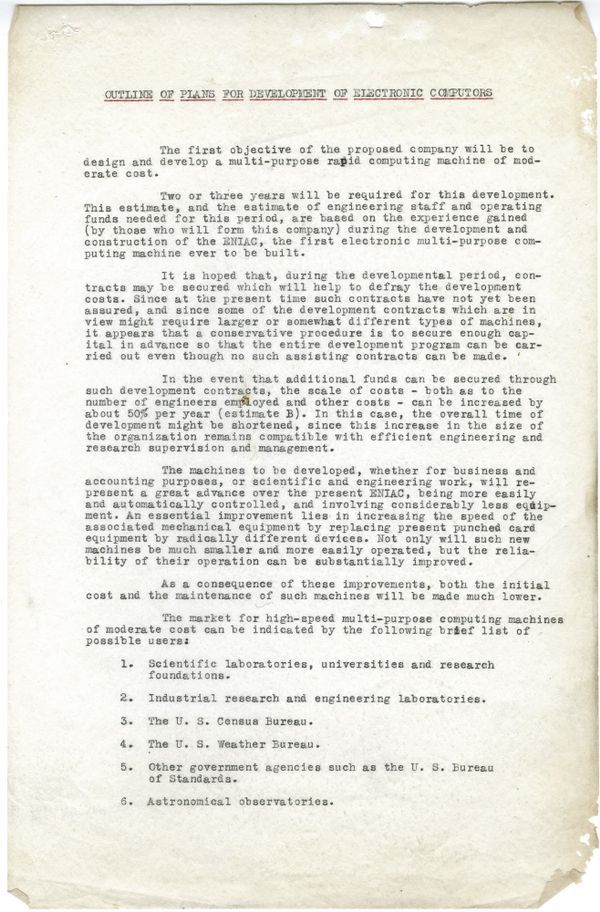 OUTLINE OF PLANS FOR DEVELOPMENT OF ELECTRONIC COMPUTORS
The first objective of the proposed company will be to
design and develop a multi-purpose rapid computing machine of mod-
erate cost.
Two or three years will be required for this development.
This estimate, and the estimate of engineering staff and operating
funds needed for this period, are based on the experience gained
(by those who will form this company) during the development and
construction of the ENIAC, the first electronic multi-purpose com-
puting machine ever to be built.
It is hoped that, during the developmental period, con-
tracts may be secured which will help to defray the development
costs. Since at the present time such contracts have not yet been
assured, and since some of the development contracts which are in
view might require larger or somewhat different types of machines,
it appears that a conservative procedure is to secure enough cap-
ital in advance so that the entire development program can be car-
ried out even though no such assisting contracts can be made.
In the event that additional funds can be secured through
such development contracts, the scale of costs - both as to the
number of engineers employed and other costs - can be increased by
about 50% per year (estimate B). In this case, the overall time of
development might be shortened, since this increase in the size of
the organization remains compatible with efficient engineering and
research supervision and management.
The machines to be developed, whether for business and
accounting purposes, or scientific and engineering work, will re-
present a great advance over the present ENIAC, being more easily
and automatically controlled, and involving considerably less equip-
ment. An essential improvement lies in increasing the speed of the
associated mechanical equipment by replacing present punched card
equipment by radically different devices. Not only will such new
machines be much smaller and more easily operated, but the relia-
bility of their operation can be substantially improved.
As a consequence of these improvements, both the initial
cost and the maintenance of such machines will be made much lower.
The market for high-speed multi-purpose computing machines
of moderate cost can be indicated by the following brief list of
possible users:
1. Scientific laboratories, universities and research
foundations.
2. Industrial research and engineering laboratories.
3. The U. S. Census Bureau.
4. The U. S. Weather Bureau.
5. Other government agencies such as the U. S. Bureau
of Standards.
6. Astronomical observatories.